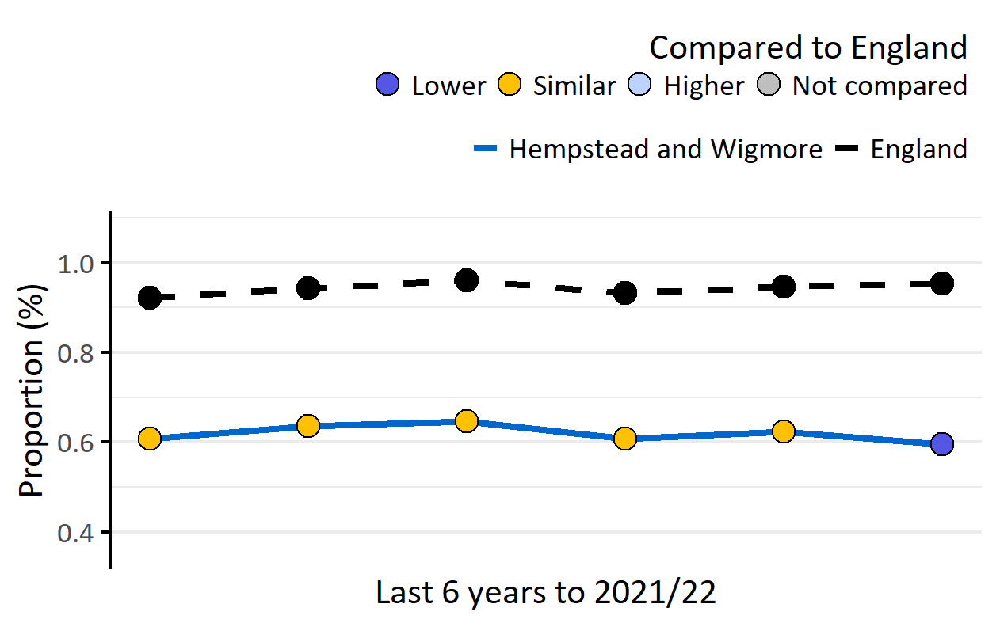 Compared to England
Lower Similar Higher Not compared
Hempstead and Wigmore England
Proportion (%)
1.0
0.8
0.6
0.4
Last 6 years to 2021/22